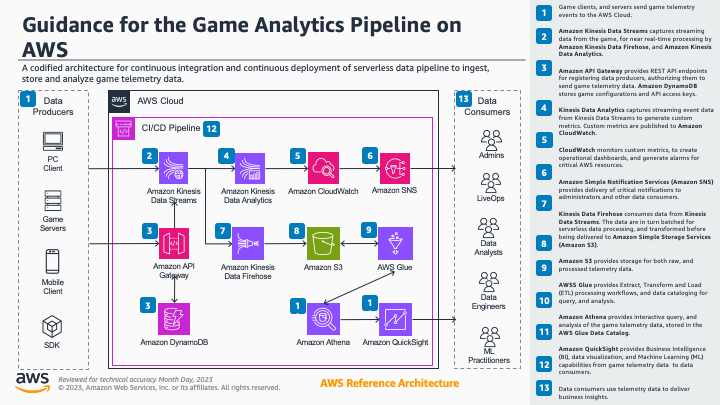 Guidance for the Game Analytics Pipeline on
AWS
A codified architecture for continuous integration and continuous deployment of serverless data pipeline to ingest,
store and analyze game telemetry data.
1
Data
Producers
PC
Client
Game
Servers
Mobile
Client
SDK
aws
AWS Cloud
CI/CD Pipeline
12
2
Amazon Kinesis
Data Streams
4
Amazon Kinesis
Data Analytics
5
Amazon CloudWatch
6
Amazon SNS
3
Amazon API
Gateway
7
Amazon Kinesis
Data Firehose
8
Amazon S3
9
AWS Glue
3
Amazon DynamoDB
1
Amazon Athena
1
Amazon QuickSight
13
Data
Consumers
Admins
LiveOps
Data
Analysts
Data
Engineers
ML
Practitioners
aws
Reviewed for technical accuracy Month Day, 2023
© 2023, Amazon Web Services, Inc. or its affiliates. All rights reserved.
AWS Reference Architecture
1
Game clients, and servers send game telemetry
events to the AWS Cloud.
2
Amazon Kinesis Data Streams captures streaming
data from the game, for near real-time processing by
Amazon Kinesis Data Firehose, and Amazon Kinesis
Data Analytics.
3
Amazon API Gateway provides REST API endpoints
for registering data producers, authorizing them to
send game telemetry data. Amazon DynamoDB
stores game configurations and API access keys.
4
Kinesis Data Analytics captures streaming event data
from Kinesis Data Streams to generate custom
metrics. Custom metrics are published to Amazon
CloudWatch.
5
CloudWatch monitors custom metrics, to create
operational dashboards, and generate alarms for
critical AWS resources.
6
Amazon Simple Notification Services (Amazon SNS)
provides delivery of critical notifications to
administrators and other data consumers.
7
Kinesis Data Firehose consumes data from Kinesis
Data Streams. The data are in turn batched for
serverless data processing, and transformed before
being delivered to Amazon Simple Storage Services
(Amazon S3).
8
Amazon S3 provides storage for both raw, and
processed telemetry data.
9
AWSS Glue provides Extract, Transform and Load
(ETL) processing workflows, and data cataloging for
query, and analysis.
10
Amazon Athena provides interactive query, and
analysis of the game telemetry data, stored in the
AWS Glue Data Catalog.
11
Amazon QuickSight provides Business Intelligence
(BI), data visualization, and Machine Learning (ML)
capabilities from game telemetry data to data
consumers.
12
13
Data consumers use telemetry data to deliver
business insights.